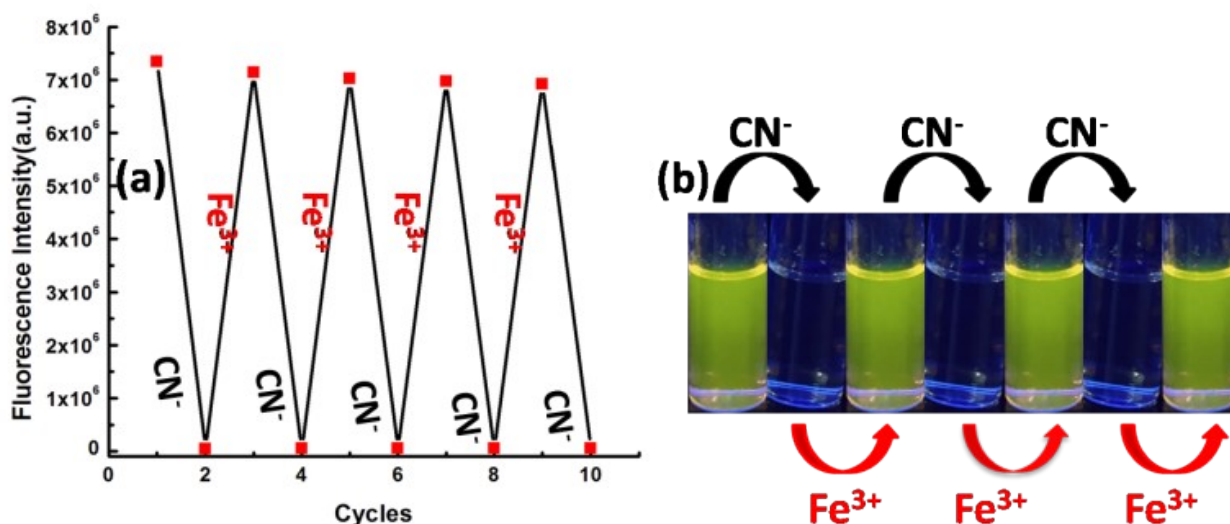 8x10⁶
7x10⁶
6x10⁶
5x10⁶
4x10⁶
3x10⁶
2x10⁶
1x10⁶
0
Fluorescence Intensity(a.u.)
(a)
Fe³⁺
Fe³⁺
Fe³⁺
Fe³⁺
CN⁻
CN⁻
CN⁻
CN⁻
CN⁻
0 2 4 6 8 10
Cycles
(b)
CN⁻ CN⁻ CN⁻
Fe³⁺ Fe³⁺ Fe³⁺